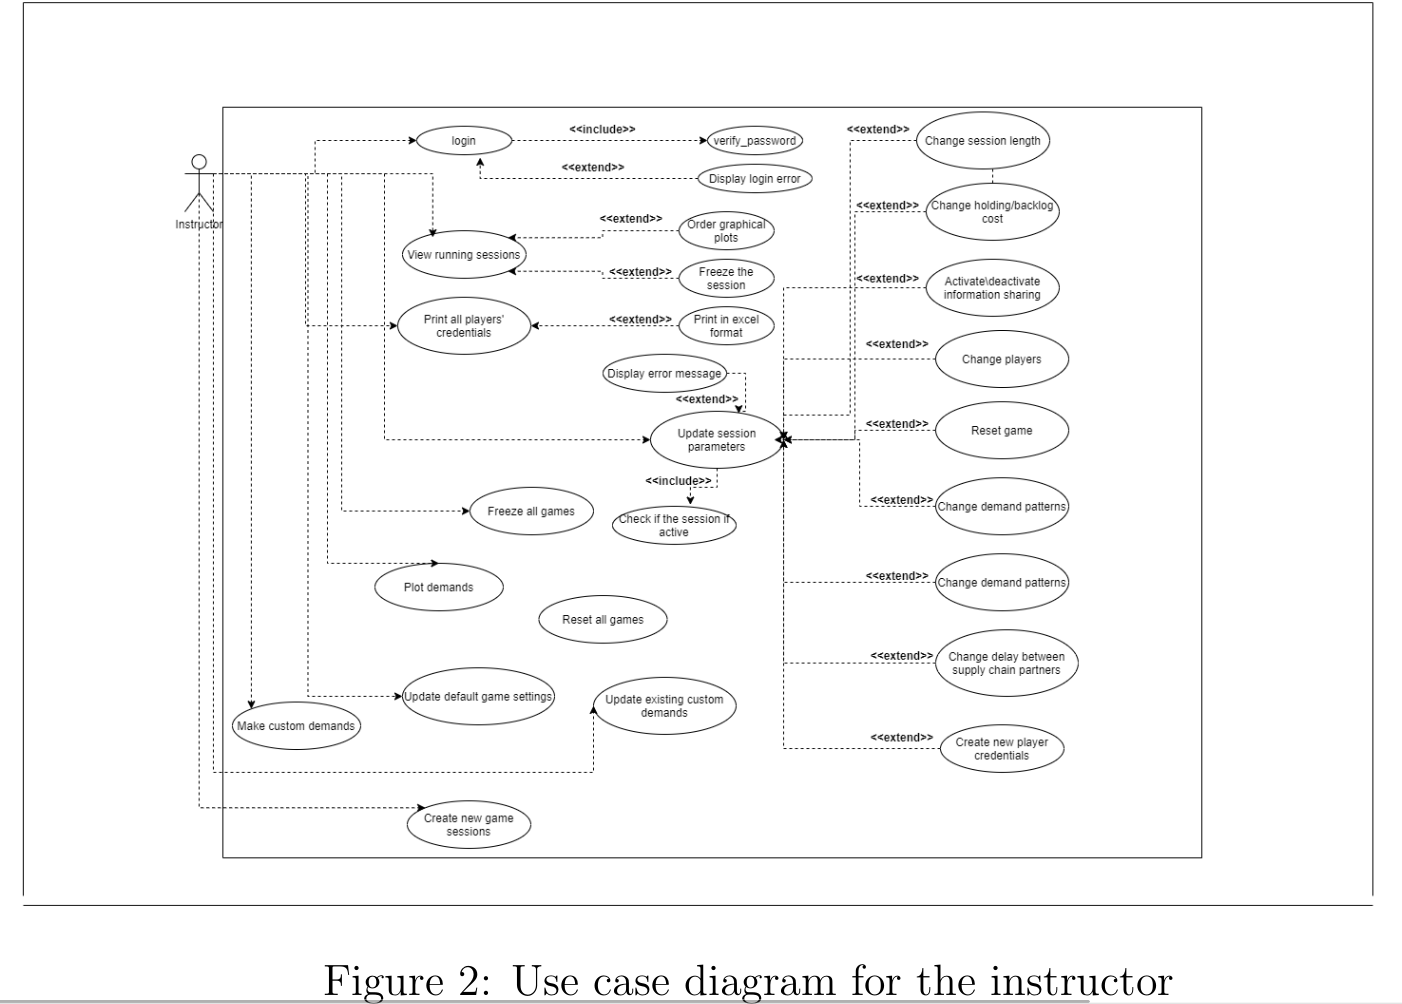 <<include>>
<<extend>>
login
verify_password
Change session length
<<extend>>
Display login error
Instructor
<<extend>>
Order graphical
plots
<<extend>>
Change holding/backlog
cost
View running sessions
<<extend>>
Freeze the
session
<<extend>>
Activate\deactivate
information sharing
Print all players'
credentials
<<extend>>
Print in excel
format
<<extend>>
Change players
Display error message
<<extend>>
Update session
parameters
<<extend>>
Reset game
<<include>>
Check if the session if
active
<<extend>>
Change demand patterns
Freeze all games
<<extend>>
Change demand patterns
Plot demands
Reset all games
<<extend>>
Change delay between
supply chain partners
Update default game settings
Update existing custom
demands
Make custom demands
<<extend>>
Create new player
credentials
Create new game
sessions
Figure 2: Use case diagram for the instructor